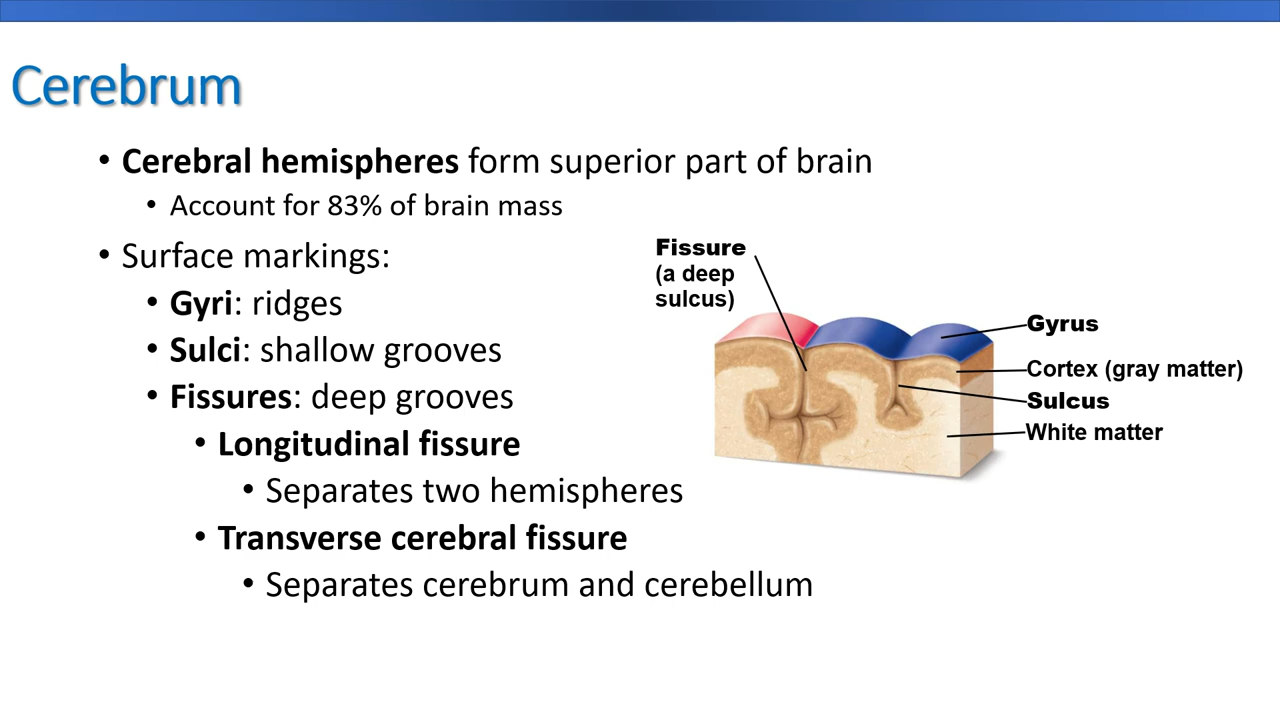 Cerebrum
• Cerebral hemispheres form superior part of brain
• Account for 83% of brain mass
• Surface markings:
• Gyri: ridges
• Sulci: shallow grooves
• Fissures: deep grooves
• Longitudinal fissure
• Separates two hemispheres
• Transverse cerebral fissure
• Separates cerebrum and cerebellum
Fissure
(a deep
sulcus)
Gyrus
Cortex (gray matter)
Sulcus
White matter